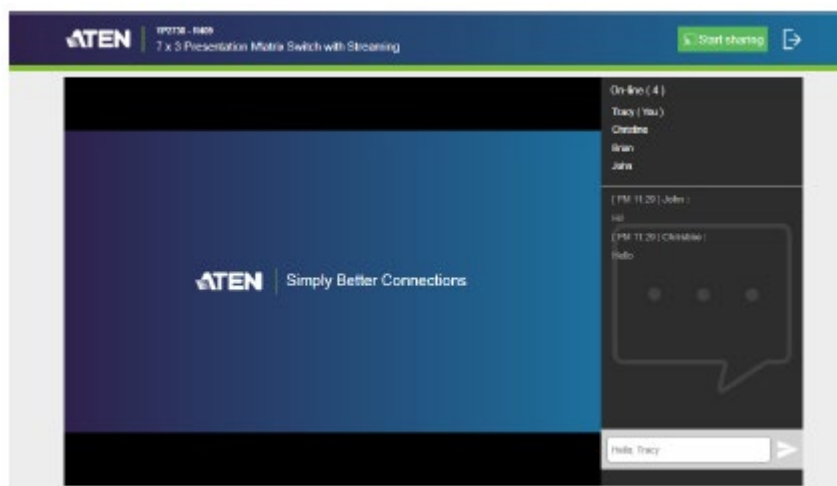 ATEN
7 x 3 Presentation Matrix Switch with Streaming
Start sharing
ATEN
Simply Better Connections
On-line ( 4 )
Tracy ( You )
Christine
Brian
John
[ PM 11:20 ] John :
Hi!
[ PM 11:20 ] Christine :
Hello
Hello, Tracy